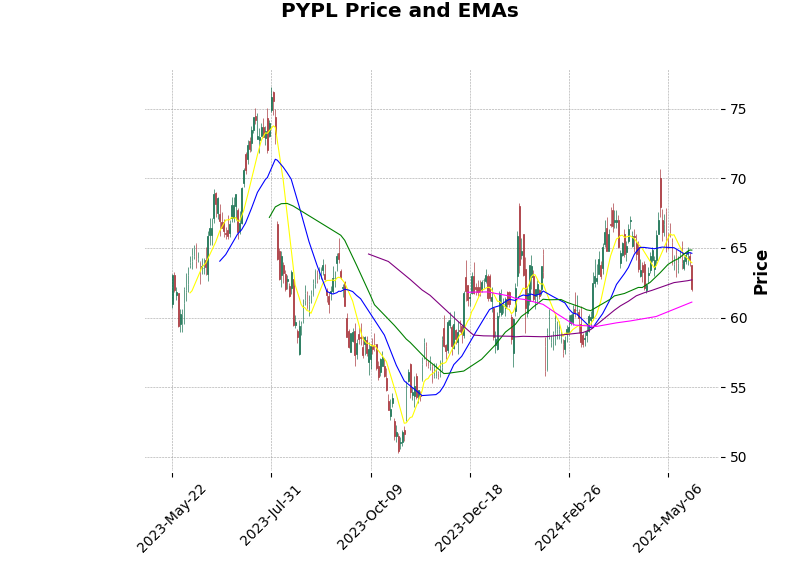 PYPL Price and EMAs
75
70
65
60
55
50
Price
2023-May-22
2023-Jul-31
2023-Oct-09
2023-Dec-18
2024-Feb-26
2024-May-06